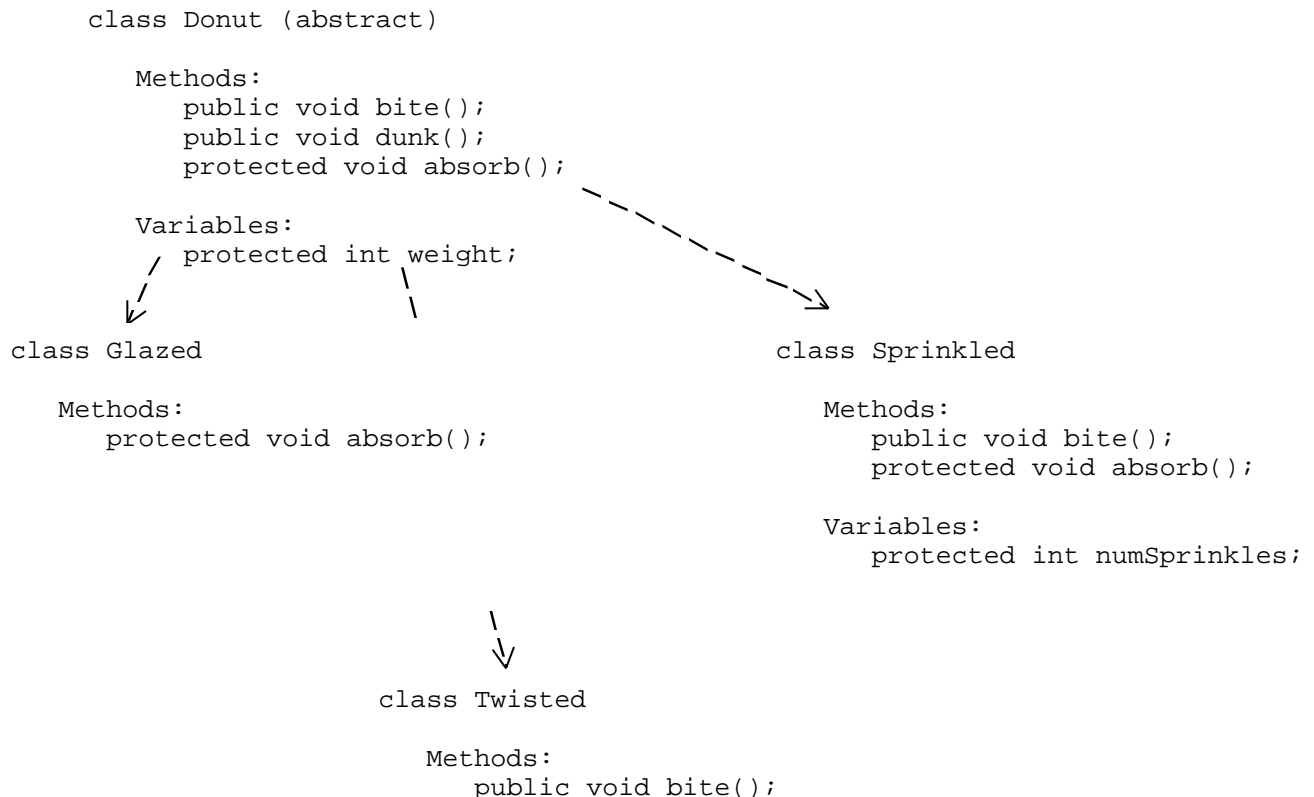 class Donut (abstract)
Methods:
public void bite();
public void dunk();
protected void absorb();
Variables:
protected int weight;
class Glazed
Methods:
protected void absorb();
class Sprinkled
Methods:
public void bite();
protected void absorb();
Variables:
protected int numSprinkles;
class Twisted
Methods:
public void bite();